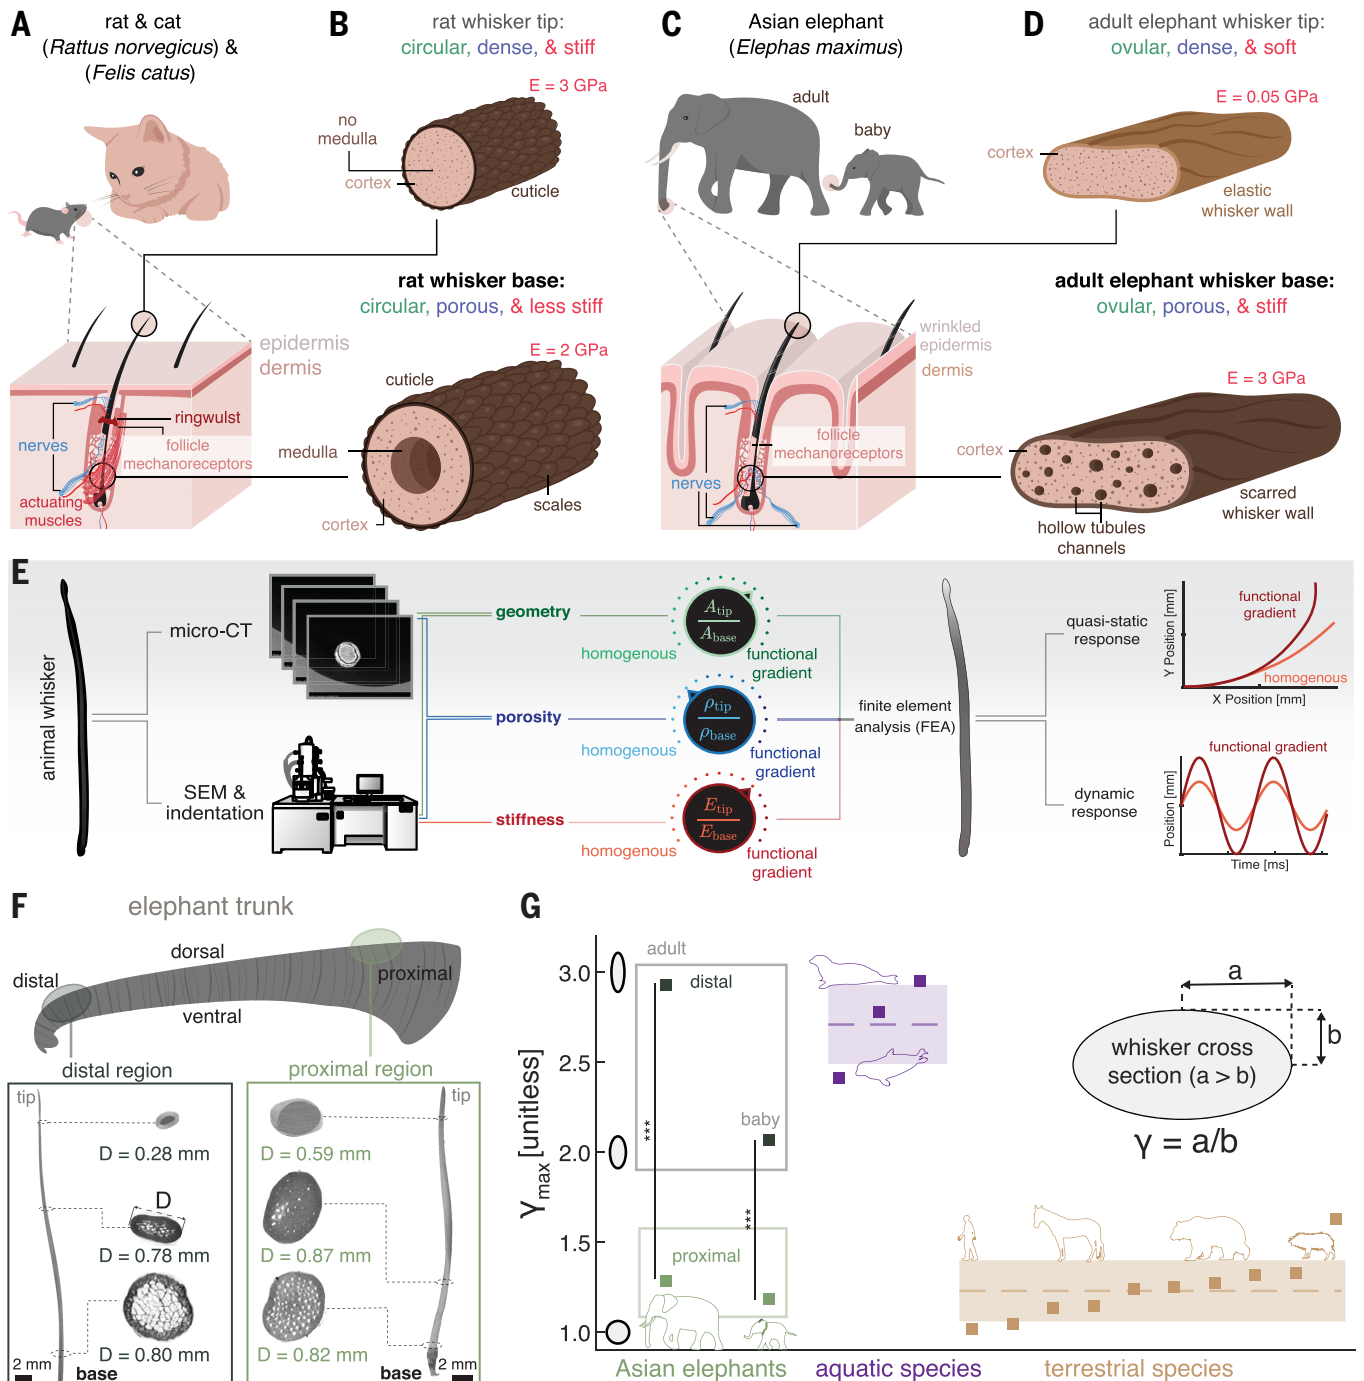 A
rat & cat
(Rattus norvegicus) &
(Felis catus)
B
rat whisker tip:
circular, dense, & stiff
E = 3 GPa
no
medulla
cortex
cuticle
rat whisker base:
circular, porous, & less stiff
E = 2 GPa
cuticle
medulla
cortex
scales
epidermis
dermis
ringwulst
nerves
follicle
mechanoreceptors
actuating
muscles
C
Asian elephant
(Elephas maximus)
adult
baby
D
adult elephant whisker tip:
ovular, dense, & soft
E = 0.05 GPa
cortex
elastic
whisker wall
adult elephant whisker base:
ovular, porous, & stiff
E = 3 GPa
cortex
scarred
whisker wall
hollow tubules
channels
wrinkled
epidermis
dermis
follicle
mechanoreceptors
nerves
E
animal whisker
micro-CT
SEM &
indentation
geometry
homogenous
Atip
Abase
functional
gradient
porosity
homogenous
ρtip
ρbase
functional
gradient
stiffness
homogenous
Etip
Ebase
functional
gradient
finite element
analysis (FEA)
quasi-static
response
Y Position [mm]
functional
gradient
homogenous
X Position [mm]
dynamic
response
functional gradient
Position [mm]
Time [ms]
F
elephant trunk
dorsal
distal
proximal
ventral
distal region
tip
D = 0.28 mm
D
D = 0.78 mm
D = 0.80 mm
2 mm
base
proximal region
tip
D = 0.59 mm
D = 0.87 mm
D = 0.82 mm
base
2 mm
G
γmax [unitless]
3.0
2.5
2.0
1.5
1.0
adult
distal
baby
***
***
proximal
Asian elephants
aquatic species
terrestrial species
a
b
whisker cross
section (a > b)
γ = a/b